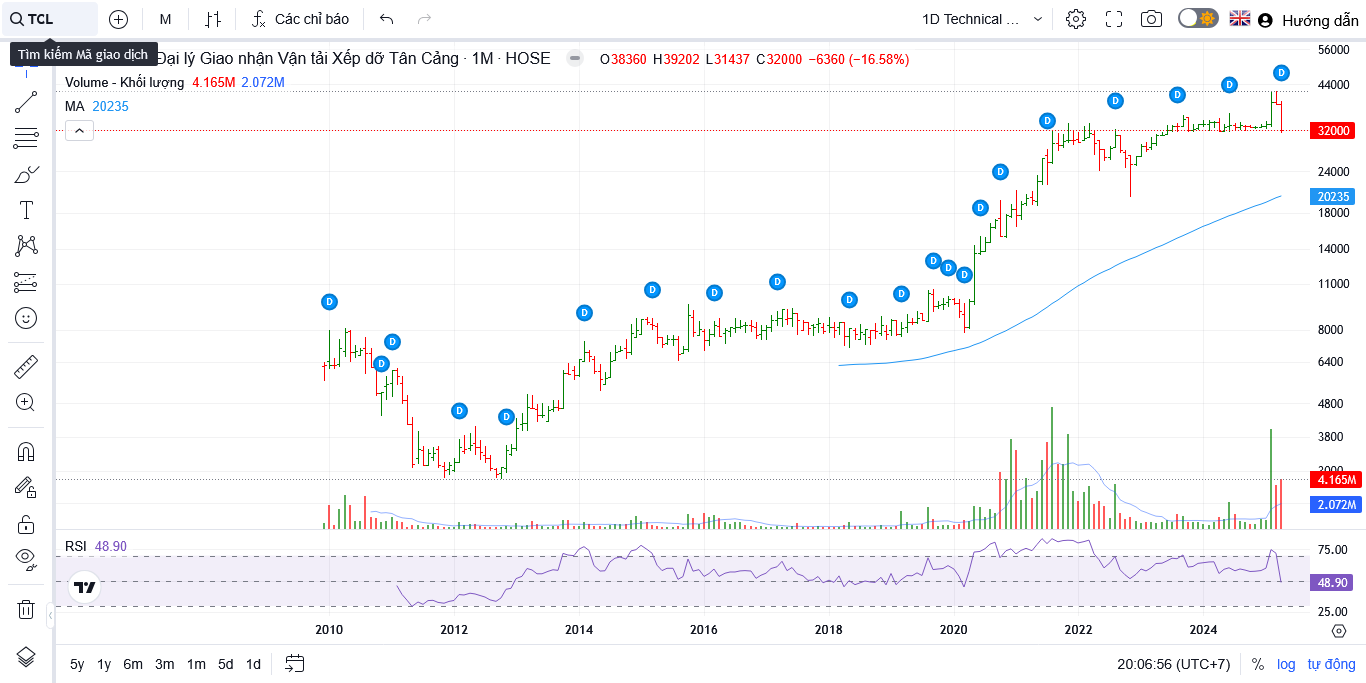 TCL M Các chỉ báo 1D Technical ... Hướng dẫn
Tìm kiếm Mã giao dịch
Đại lý Giao nhận Vận tải Xếp dỡ Tân Cảng · 1M · HOSE O38360 H39202 L31437 C32000 −6360 (−16.58%)
Volume - Khối lượng 4.165M 2.072M
MA 20235
56000
44000
32000
24000
20235
18000
14000
11000
8000
6400
4800
3800
3000
4.165M
2.072M
D D D D D D D D D D D D D D D D D D D D D D
RSI 48.90
75.00
48.90
25.00
2010 2012 2014 2016 2018 2020 2022 2024
5y 1y 6m 3m 1m 5d 1d 20:06:56 (UTC+7) % log tự động